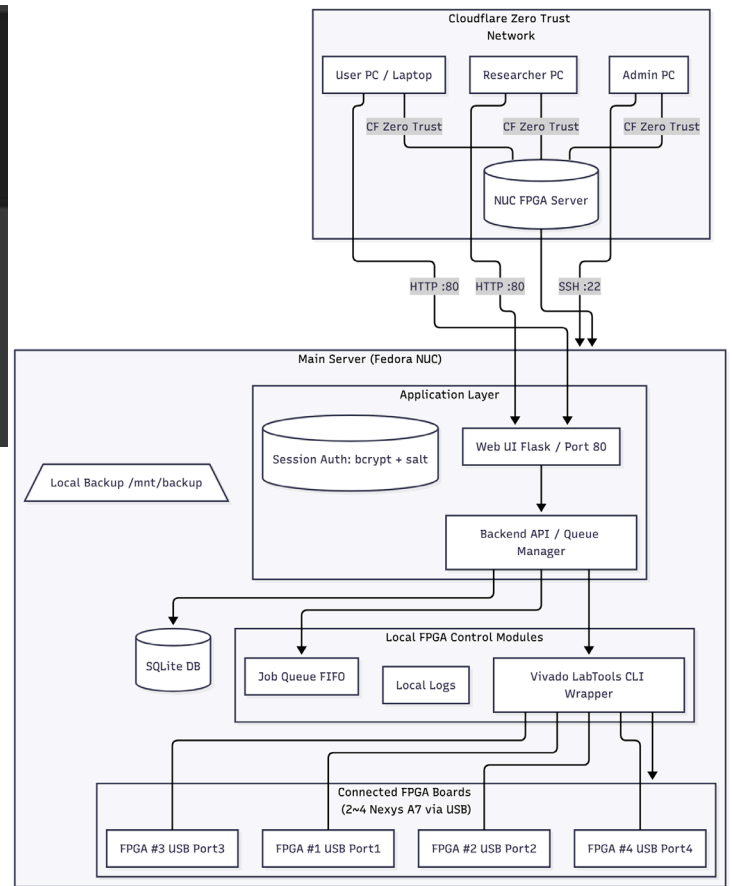 Cloudflare Zero Trust
Network
User PC / Laptop
Researcher PC
Admin PC
CF Zero Trust
CF Zero Trust
CF Zero Trust
NUC FPGA Server
HTTP :80
HTTP :80
SSH :22
Main Server (Fedora NUC)
Application Layer
Session Auth: bcrypt + salt
Web UI Flask / Port 80
Local Backup /mnt/backup
Backend API / Queue
Manager
SQLite DB
Local FPGA Control Modules
Job Queue FIFO
Local Logs
Vivado LabTools CLI
Wrapper
Connected FPGA Boards
(2~4 Nexys A7 via USB)
FPGA #3 USB Port3
FPGA #1 USB Port1
FPGA #2 USB Port2
FPGA #4 USB Port4